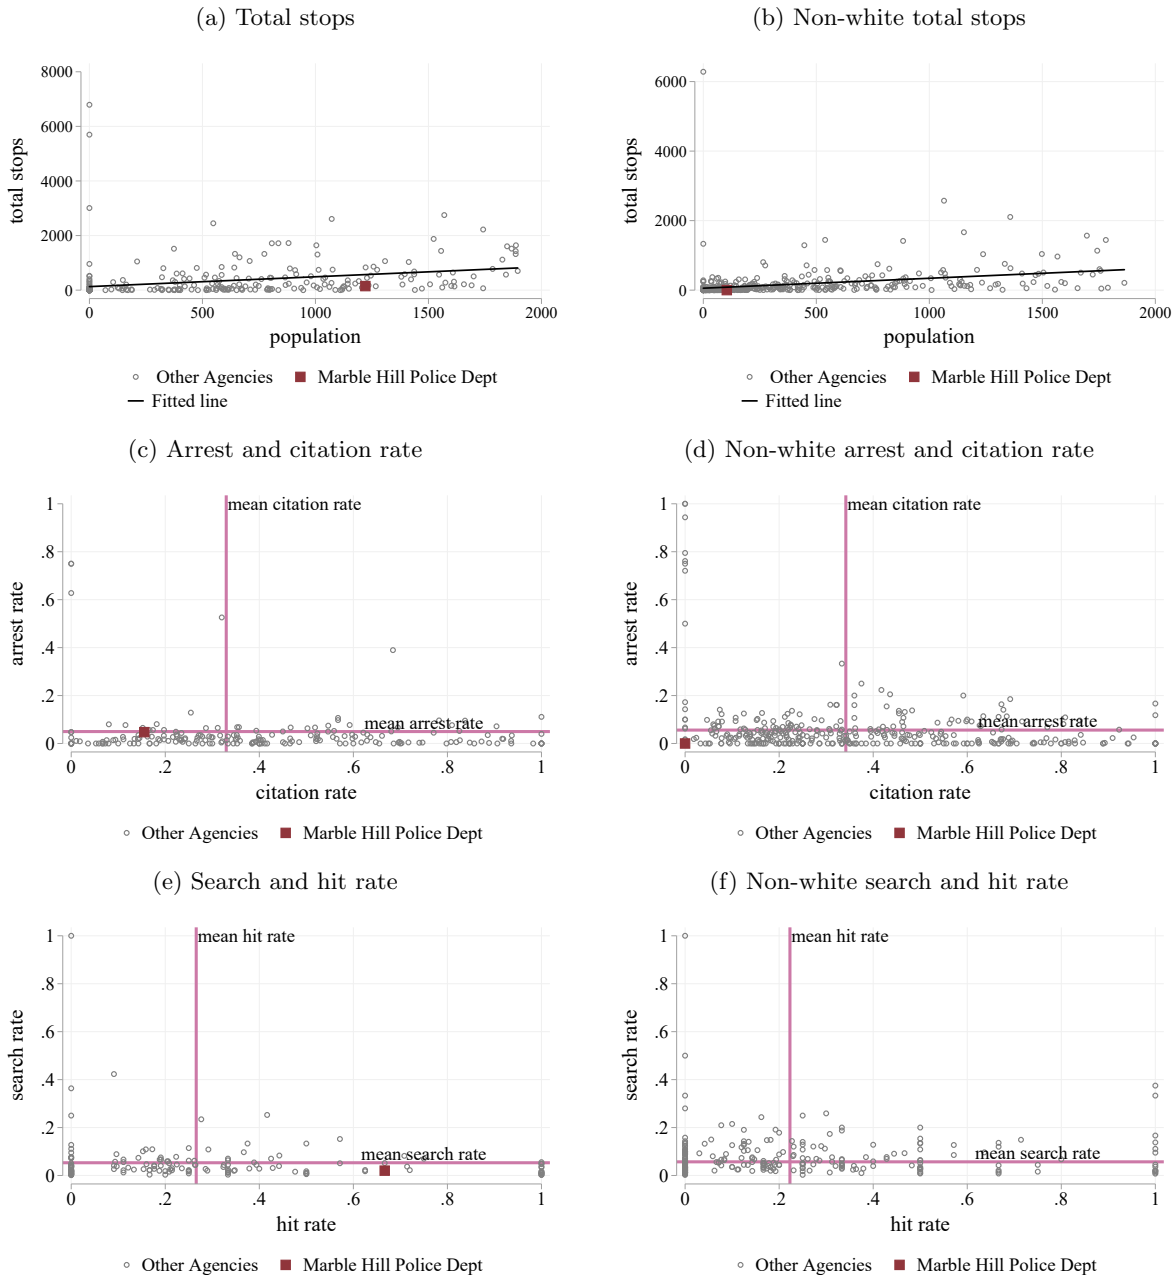 (a) Total stops
(b) Non-white total stops
8000
6000
4000
2000
0
total stops
0 500 1000 1500 2000
population
Other Agencies Marble Hill Police Dept
Fitted line
6000
4000
2000
0
total stops
0 500 1000 1500 2000
population
Other Agencies Marble Hill Police Dept
Fitted line
(c) Arrest and citation rate
(d) Non-white arrest and citation rate
1
.8
.6
.4
.2
0
arrest rate
mean citation rate
mean arrest rate
0 .2 .4 .6 .8 1
citation rate
Other Agencies Marble Hill Police Dept
1
.8
.6
.4
.2
0
arrest rate
mean citation rate
mean arrest rate
0 .2 .4 .6 .8 1
citation rate
Other Agencies Marble Hill Police Dept
(e) Search and hit rate
(f) Non-white search and hit rate
1
.8
.6
.4
.2
0
search rate
mean hit rate
mean search rate
0 .2 .4 .6 .8 1
hit rate
Other Agencies Marble Hill Police Dept
1
.8
.6
.4
.2
0
search rate
mean hit rate
mean search rate
0 .2 .4 .6 .8 1
hit rate
Other Agencies Marble Hill Police Dept